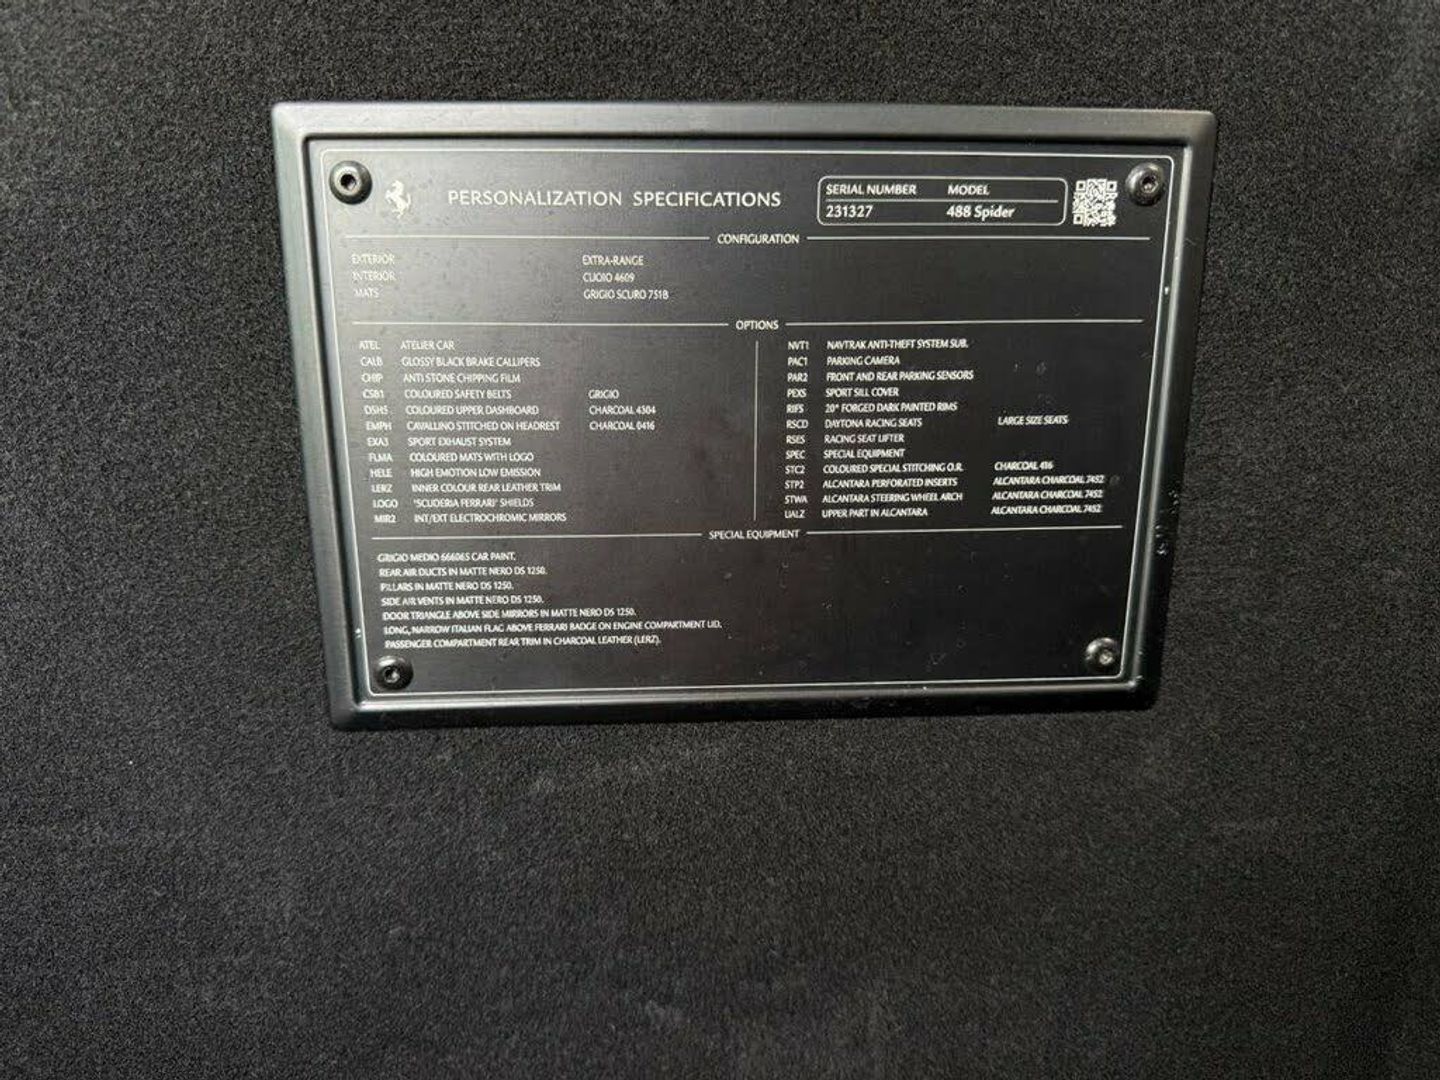 PERSONALIZATION SPECIFICATIONS
SERIAL NUMBER MODEL
231327 488 Spider
CONFIGURATION
EXTERIOR EXTRA-RANGE
INTERIOR CUOIO 4609
MATS GRIGIO SCURO 751B
OPTIONS
ATEL ATELIER CAR
CALB GLOSSY BLACK BRAKE CALLIPERS
CHIP ANTI STONE CHIPPING FILM
CSB1 COLOURED SAFETY BELTS GRIGIO
DSH5 COLOURED UPPER DASHBOARD CHARCOAL 4304
EMPH CAVALLINO STITCHED ON HEADREST CHARCOAL 0416
EXA3 SPORT EXHAUST SYSTEM
FLMA COLOURED MATS WITH LOGO
HELE HIGH EMOTION LOW EMISSION
LERZ INNER COLOUR REAR LEATHER TRIM
LOGO 'SCUDERIA FERRARI' SHIELDS
MIR2 INT/EXT ELECTROCHROMIC MIRRORS
NVT1 NAVTRAK ANTI-THEFT SYSTEM SUB.
PAC1 PARKING CAMERA
PAR2 FRONT AND REAR PARKING SENSORS
PEXS SPORT SILL COVER
RIFS 20" FORGED DARK PAINTED RIMS
RSCD DAYTONA RACING SEATS LARGE SIZE SEATS
RSES RACING SEAT LIFTER
SPEC SPECIAL EQUIPMENT
STC2 COLOURED SPECIAL STITCHING O.R. CHARCOAL 416
STP2 ALCANTARA PERFORATED INSERTS ALCANTARA CHARCOAL 7452
STWA ALCANTARA STEERING WHEEL ARCH ALCANTARA CHARCOAL 7452
UALZ UPPER PART IN ALCANTARA ALCANTARA CHARCOAL 7452
SPECIAL EQUIPMENT
GRIGIO MEDIO 666065 CAR PAINT.
REAR AIR DUCTS IN MATTE NERO DS 1250.
PILLARS IN MATTE NERO DS 1250.
SIDE AIR VENTS IN MATTE NERO DS 1250.
DOOR TRIANGLE ABOVE SIDE MIRRORS IN MATTE NERO DS 1250.
LONG, NARROW ITALIAN FLAG ABOVE FERRARI BADGE ON ENGINE COMPARTMENT LID.
PASSENGER COMPARTMENT REAR TRIM IN CHARCOAL LEATHER (LERZ).